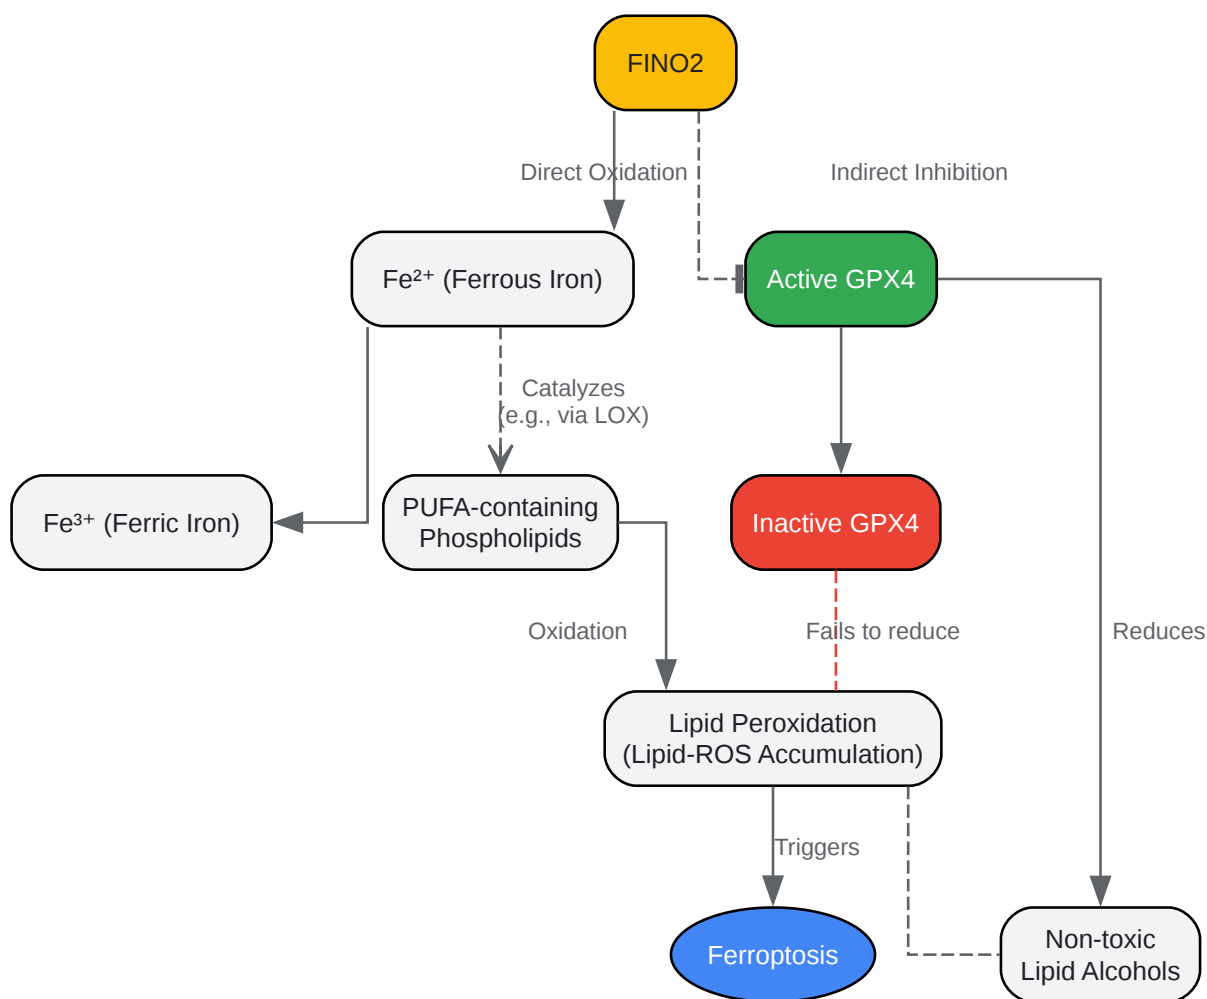 FINO2
Direct Oxidation
Indirect Inhibition
Fe²⁺ (Ferrous Iron)
Active GPX4
Catalyzes
(e.g., via LOX)
Fe³⁺ (Ferric Iron)
PUFA-containing
Phospholipids
Inactive GPX4
Oxidation
Fails to reduce
Reduces
Lipid Peroxidation
(Lipid-ROS Accumulation)
Triggers
Ferroptosis
Non-toxic
Lipid Alcohols